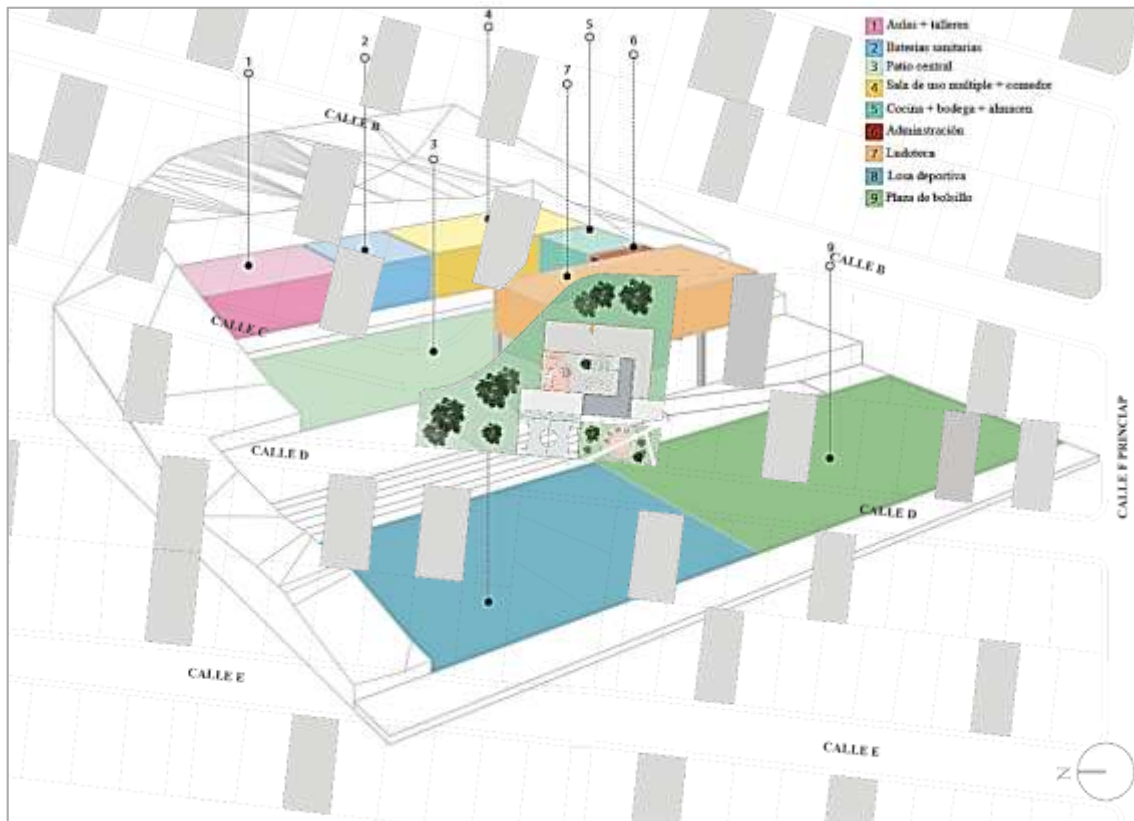 4
5
6
2
1
7
3
1 Aulas + talleres
2 Baterias sanitarias
3 Patio central
4 Sala de uso multiple + comedor
5 Cocina + bodega + almacen
6 Adminstración
7 Ludoteca
8 Losa deportiva
9 Plaza de bolsillo
CALLE B
9
CALLE B
CALLE C
CALLE D
CALLE F PRINCIAP
CALLE D
CALLE E
CALLE E
N